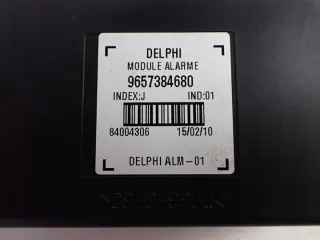 DELPHI
MODULE ALARME
9657384680
INDEX:J IND:01
84004306 15/02/10
DELPHI ALM-01